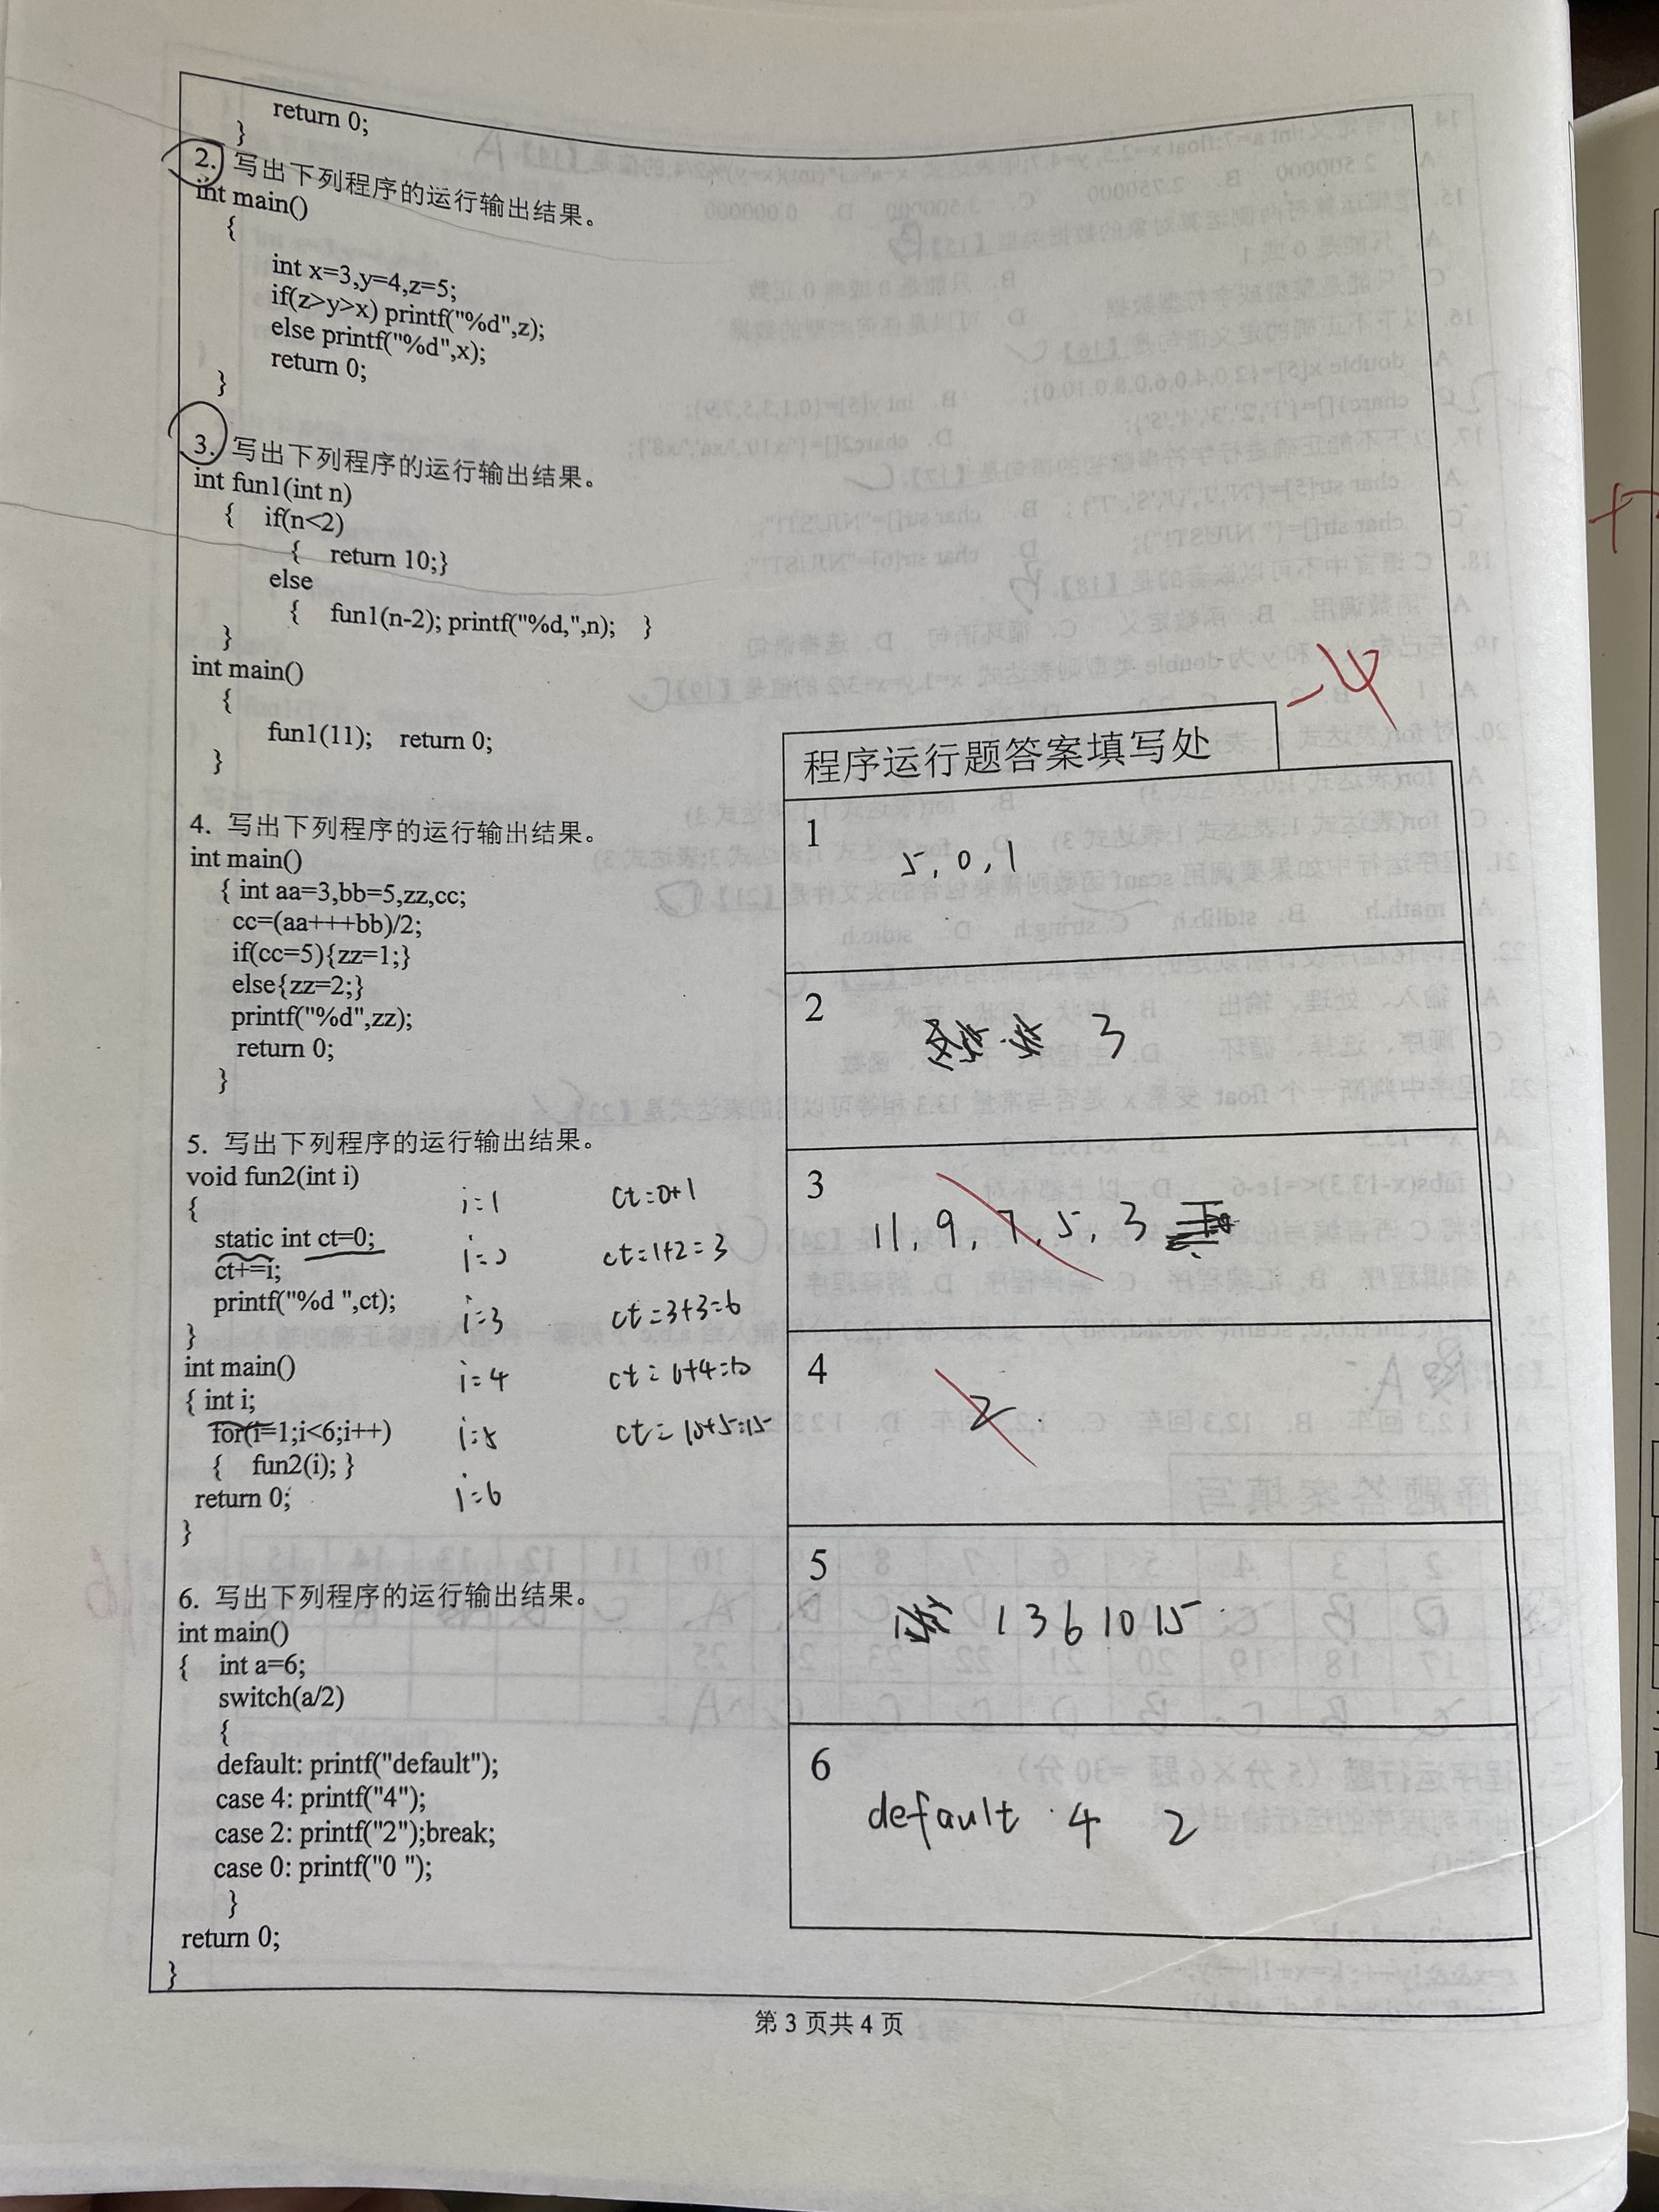 return 0;
}
2. 写出下列程序的运行输出结果。
int main()
{
int x=3,y=4,z=5;
if(z>y>x) printf("%d",z);
else printf("%d",x);
return 0;
}
3. 写出下列程序的运行输出结果。
int fun1(int n)
{ if(n<2)
{ return 10;}
else
{ fun1(n-2); printf("%d,",n); }
}
int main()
{
fun1(11); return 0;
}
4. 写出下列程序的运行输出结果。
int main()
{ int aa=3,bb=5,zz,cc;
cc=(aa+++bb)/2;
if(cc=5){zz=1;}
else{zz=2;}
printf("%d",zz);
return 0;
}
5. 写出下列程序的运行输出结果。
void fun2(int i)
{
static int ct=0;
ct+=i;
printf("%d ",ct);
}
int main()
{ int i;
for(i=1;i<6;i++)
{ fun2(i); }
return 0;
}
i=1 ct=0+1
i=2 ct=1+2=3
i=3 ct=3+3=6
i=4 ct=6+4=10
i=5 ct=10+5=15
i=6
6. 写出下列程序的运行输出结果。
int main()
{ int a=6;
switch(a/2)
{
default: printf("default");
case 4: printf("4");
case 2: printf("2");break;
case 0: printf("0 ");
}
return 0;
}
-4
程序运行题答案填写处
1
5,0,1
2
3
3
11,9,7,5,3
4
2.
5
1 3 6 10 15
6
default 4 2
第 3 页共 4 页